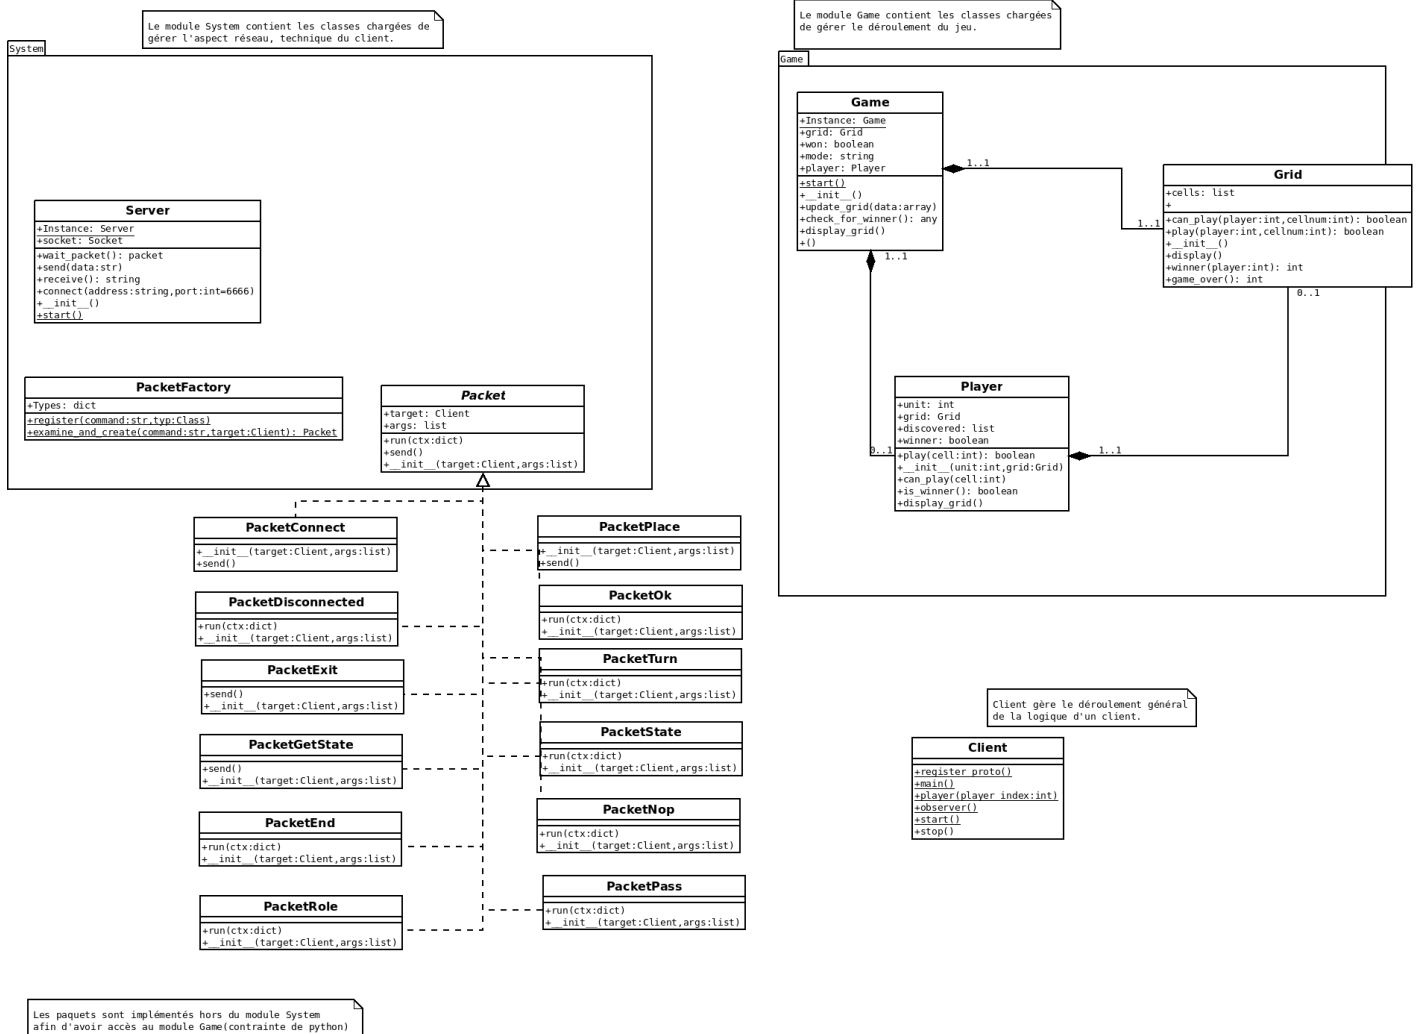 Le module System contient les classes chargées de
gérer l'aspect réseau, technique du client.
System
Server
+Instance: Server
+socket: Socket
+wait_packet(): packet
+send(data:str)
+receive(): string
+connect(address:string,port:int=6666)
+__init__()
+start()
PacketFactory
+Types: dict
+register(command:str,typ:Class)
+examine_and_create(command:str,target:Client): Packet
Packet
+target: Client
+args: list
+run(ctx:dict)
+send()
+__init__(target:Client,args:list)
PacketConnect
+__init__(target:Client,args:list)
+send()
PacketDisconnected
+run(ctx:dict)
+__init__(target:Client,args:list)
PacketExit
+send()
+__init__(target:Client,args:list)
PacketGetState
+send()
+__init__(target:Client,args:list)
PacketEnd
+run(ctx:dict)
+__init__(target:Client,args:list)
PacketRole
+run(ctx:dict)
+__init__(target:Client,args:list)
PacketPlace
+__init__(target:Client,args:list)
+send()
PacketOk
+run(ctx:dict)
+__init__(target:Client,args:list)
PacketTurn
+run(ctx:dict)
+__init__(target:Client,args:list)
PacketState
+run(ctx:dict)
+__init__(target:Client,args:list)
PacketNop
+run(ctx:dict)
+__init__(target:Client,args:list)
PacketPass
+run(ctx:dict)
+__init__(target:Client,args:list)
Les paquets sont implémentés hors du module System
afin d'avoir accès au module Game(contrainte de python)
Le module Game contient les classes chargées
de gérer le déroulement du jeu.
Game
Game
+Instance: Game
+grid: Grid
+won: boolean
+mode: string
+player: Player
+start()
+__init__()
+update_grid(data:array)
+check_for_winner(): any
+display_grid()
+()
1..1
1..1
1..1
Grid
+cells: list
+
+can_play(player:int,cellnum:int): boolean
+play(player:int,cellnum:int): boolean
+__init__()
+display()
+winner(player:int): int
+game_over(): int
0..1
Player
+unit: int
+grid: Grid
+discovered: list
+winner: boolean
+play(cell:int): boolean
+__init__(unit:int,grid:Grid)
+can_play(cell:int)
+is_winner(): boolean
+display_grid()
0..1
1..1
Client gère le déroulement général
de la logique d'un client.
Client
+register_proto()
+main()
+player(player_index:int)
+observer()
+start()
+stop()